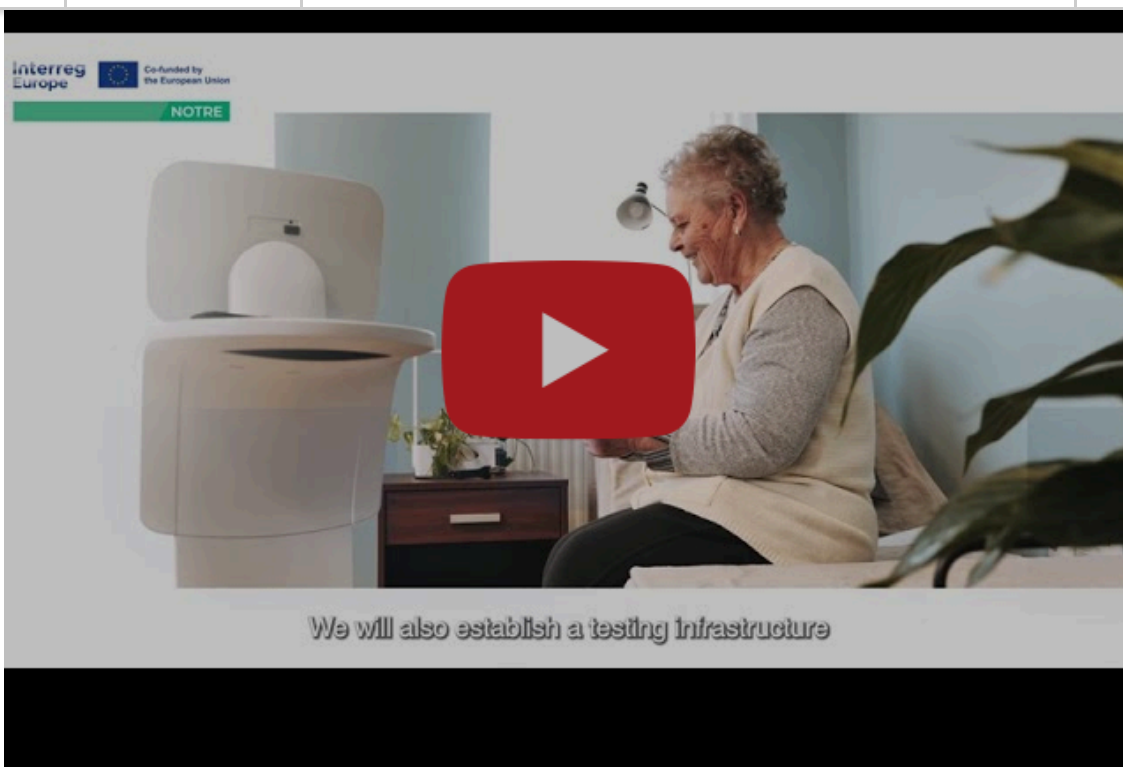 Interreg
Europe
Co-funded by
the European Union
NOTRE
We will also establish a testing infrastructure